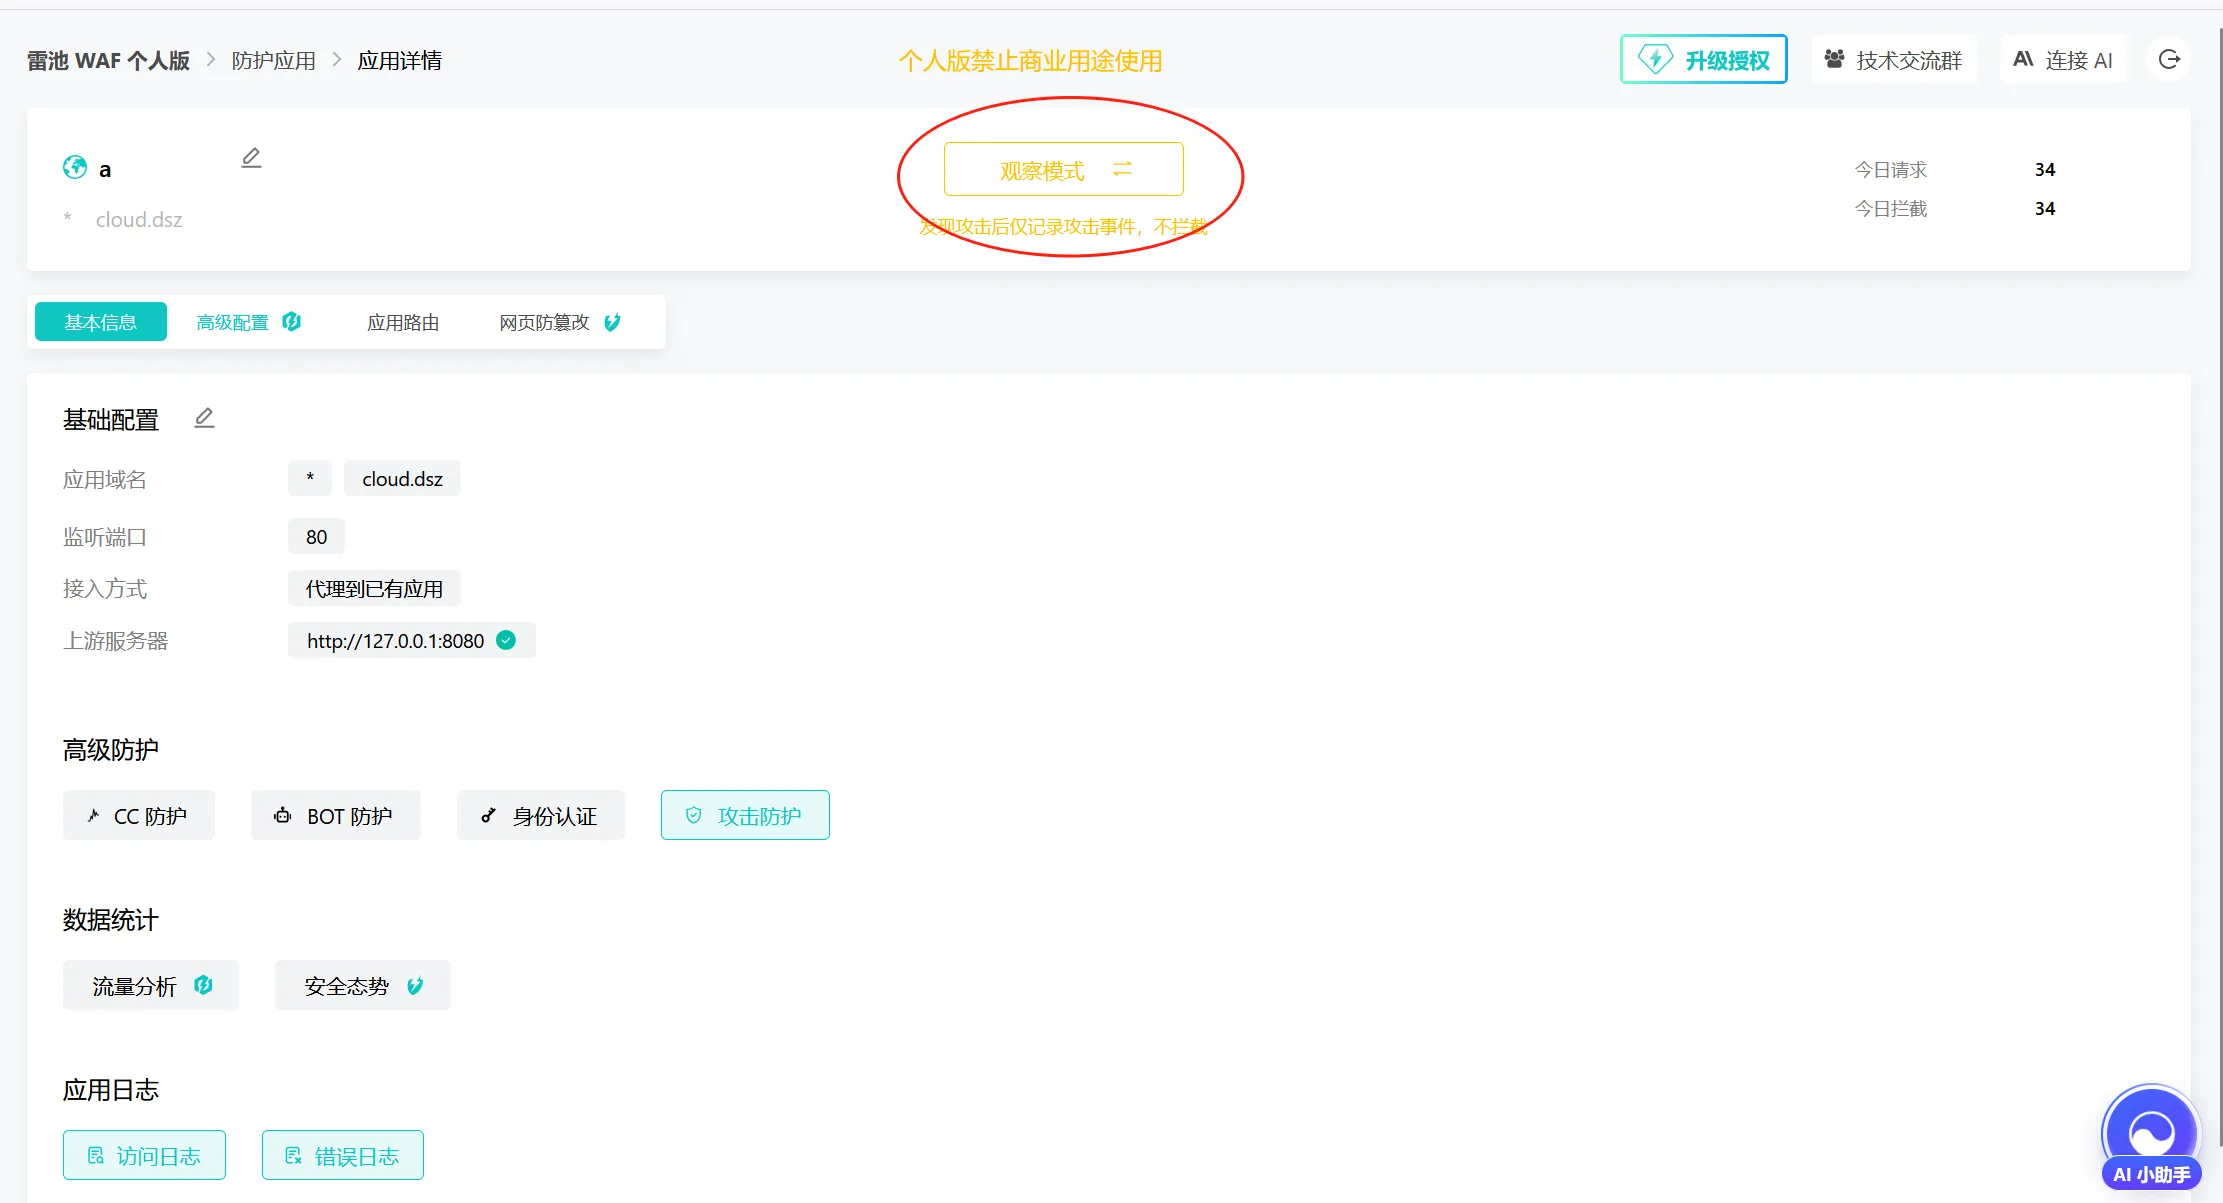 雷池 WAF 个人版 > 防护应用 > 应用详情
个人版禁止商业用途使用
升级授权
技术交流群
连接 AI
a
* cloud.dsz
观察模式
发现攻击后仅记录攻击事件，不拦截
今日请求 34
今日拦截 34
基本信息 高级配置 应用路由 网页防篡改
基础配置
应用域名 * cloud.dsz
监听端口 80
接入方式 代理到已有应用
上游服务器 http://127.0.0.1:8080
高级防护
CC 防护 BOT 防护 身份认证 攻击防护
数据统计
流量分析 安全态势
应用日志
访问日志 错误日志
AI 小助手